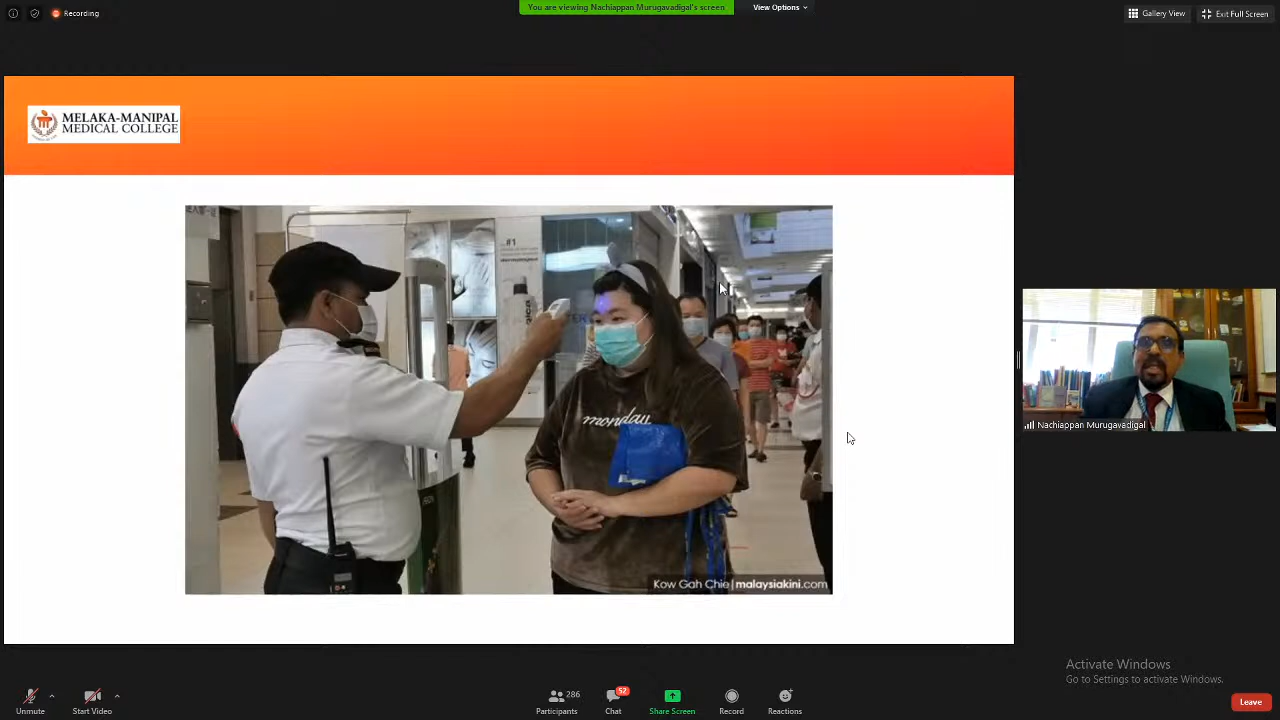 Recording
You are viewing Nachiappan Murugavadigal's screen
View Options
Gallery View
Exit Full Screen
MELAKA-MANIPAL
MEDICAL COLLEGE
#1
monday
Kow Gah Chie | malaysiakini.com
Nachiappan Murugavadigal
Activate Windows
Go to Settings to activate Windows.
Unmute
Start Video
286
Participants
52
Chat
Share Screen
Record
Reactions
Leave